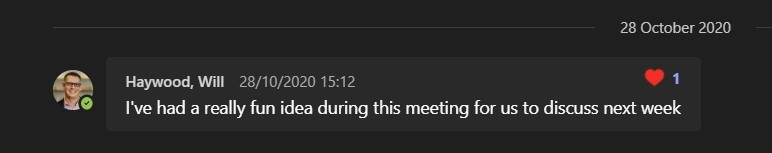 28 October 2020
Haywood, Will 28/10/2020 15:12 1
I've had a really fun idea during this meeting for us to discuss next week